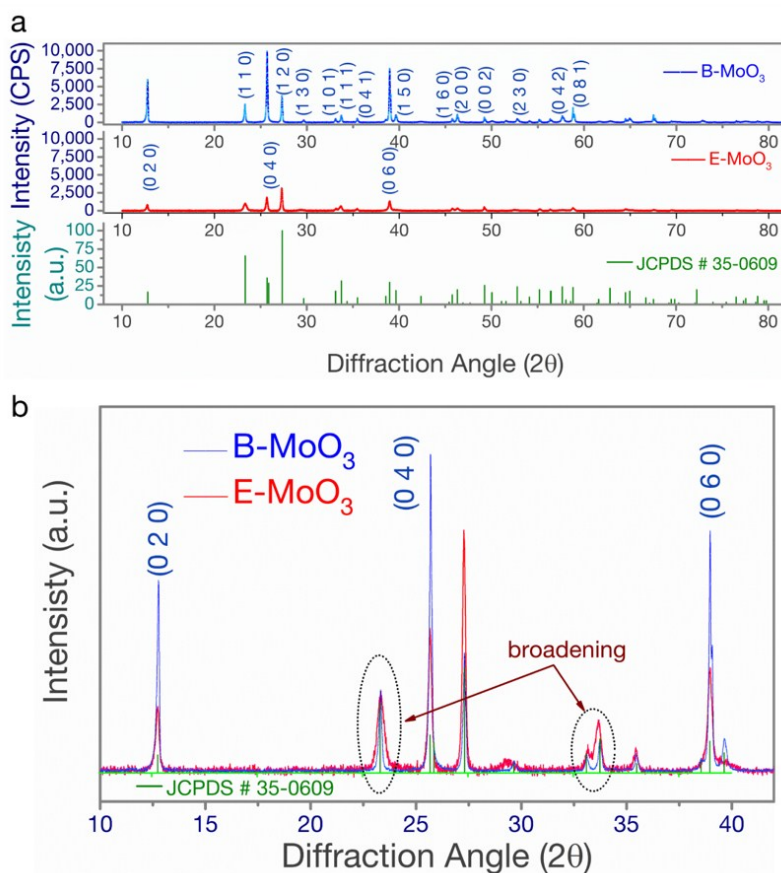 a
Intensity (CPS)
10,000
7,500
5,000
2,500
0
(1 1 0)
(1 2 0)
(1 3 0)
(1 0 1)
(1 1 1)
(0 4 1)
(1 5 0)
(1 6 0)
(2 0 0)
(0 0 2)
(2 3 0)
(0 4 2)
(0 8 1)
B-MoO₃
10 20 30 40 50 60 70 80
10,000
7,500
5,000
2,500
0
(0 2 0)
(0 4 0)
(0 6 0)
E-MoO₃
10 20 30 40 50 60 70 80
Intensisty
(a.u.)
100
75
50
25
0
JCPDS # 35-0609
10 20 30 40 50 60 70 80
Diffraction Angle (2θ)
b
Intensisty (a.u.)
B-MoO₃
E-MoO₃
(0 2 0)
(0 4 0)
(0 6 0)
broadening
JCPDS # 35-0609
10 15 20 25 30 35 40
Diffraction Angle (2θ)